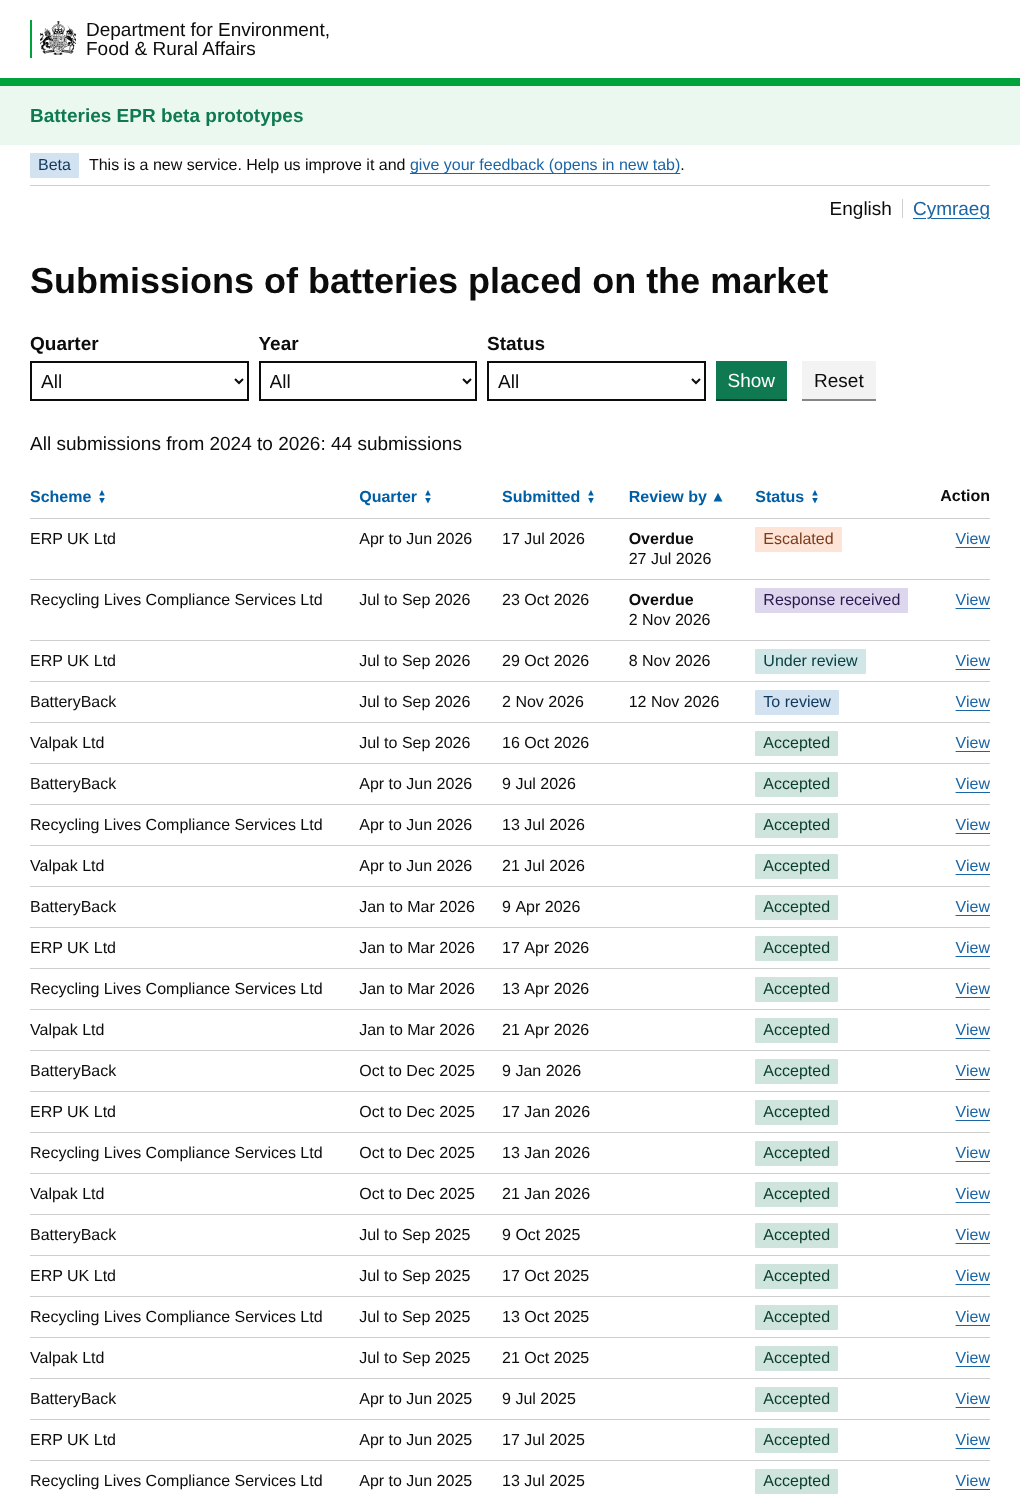 Department for Environment,
Food & Rural Affairs
Batteries EPR beta prototypes
Beta This is a new service. Help us improve it and give your feedback (opens in new tab).
English Cymraeg
Submissions of batteries placed on the market
Quarter Year Status
All All All Show Reset
All submissions from 2024 to 2026: 44 submissions
Scheme Quarter Submitted Review by Status Action
ERP UK Ltd Apr to Jun 2026 17 Jul 2026 Overdue Escalated View
27 Jul 2026
Recycling Lives Compliance Services Ltd Jul to Sep 2026 23 Oct 2026 Overdue Response received View
2 Nov 2026
ERP UK Ltd Jul to Sep 2026 29 Oct 2026 8 Nov 2026 Under review View
BatteryBack Jul to Sep 2026 2 Nov 2026 12 Nov 2026 To review View
Valpak Ltd Jul to Sep 2026 16 Oct 2026 Accepted View
BatteryBack Apr to Jun 2026 9 Jul 2026 Accepted View
Recycling Lives Compliance Services Ltd Apr to Jun 2026 13 Jul 2026 Accepted View
Valpak Ltd Apr to Jun 2026 21 Jul 2026 Accepted View
BatteryBack Jan to Mar 2026 9 Apr 2026 Accepted View
ERP UK Ltd Jan to Mar 2026 17 Apr 2026 Accepted View
Recycling Lives Compliance Services Ltd Jan to Mar 2026 13 Apr 2026 Accepted View
Valpak Ltd Jan to Mar 2026 21 Apr 2026 Accepted View
BatteryBack Oct to Dec 2025 9 Jan 2026 Accepted View
ERP UK Ltd Oct to Dec 2025 17 Jan 2026 Accepted View
Recycling Lives Compliance Services Ltd Oct to Dec 2025 13 Jan 2026 Accepted View
Valpak Ltd Oct to Dec 2025 21 Jan 2026 Accepted View
BatteryBack Jul to Sep 2025 9 Oct 2025 Accepted View
ERP UK Ltd Jul to Sep 2025 17 Oct 2025 Accepted View
Recycling Lives Compliance Services Ltd Jul to Sep 2025 13 Oct 2025 Accepted View
Valpak Ltd Jul to Sep 2025 21 Oct 2025 Accepted View
BatteryBack Apr to Jun 2025 9 Jul 2025 Accepted View
ERP UK Ltd Apr to Jun 2025 17 Jul 2025 Accepted View
Recycling Lives Compliance Services Ltd Apr to Jun 2025 13 Jul 2025 Accepted View